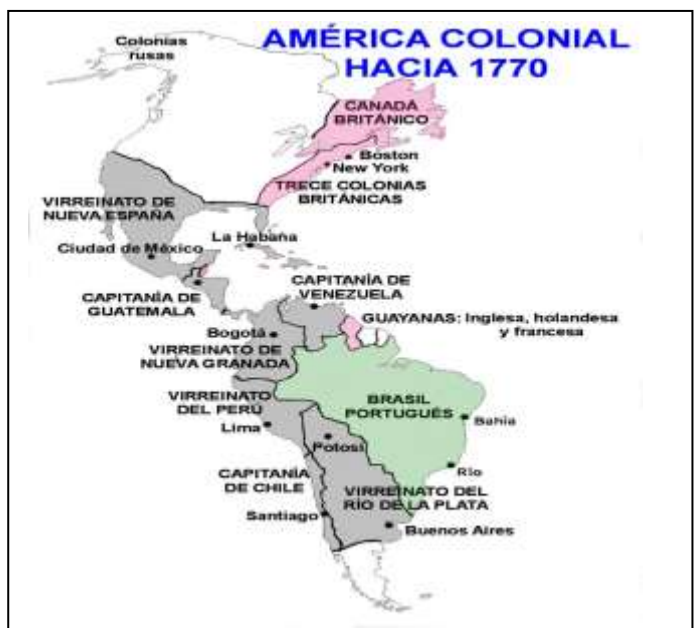 AMÉRICA COLONIAL
HACIA 1770
Colonias
rusas
CANADÁ
BRITÁNICO
Boston
New York
TRECE COLONIAS
BRITÁNICAS
VIRREINATO DE
NUEVA ESPAÑA
La Habana
Ciudad de México
CAPITANÍA DE
GUATEMALA
CAPITANÍA DE
VENEZUELA
GUAYANAS: Inglesa, holandesa
y francesa
Bogotá
VIRREINATO DE
NUEVA GRANADA
VIRREINATO
DEL PERÚ
Lima
BRASIL
PORTUGUÉS
Bahía
Potosí
Río
CAPITANÍA
DE CHILE
VIRREINATO DEL
RÍO DE LA PLATA
Santiago
Buenos Aires